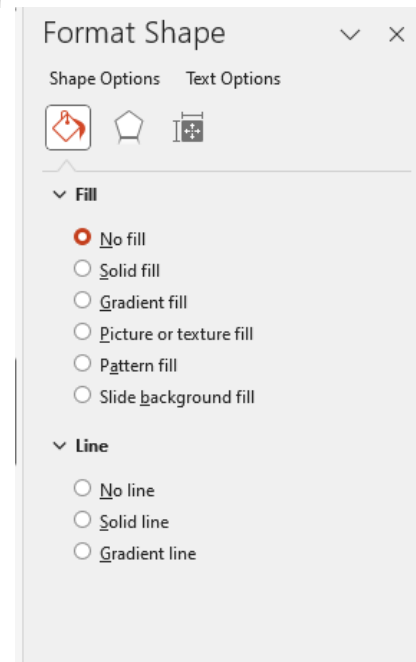 Format Shape
Shape Options Text Options
Fill
No fill
Solid fill
Gradient fill
Picture or texture fill
Pattern fill
Slide background fill
Line
No line
Solid line
Gradient line